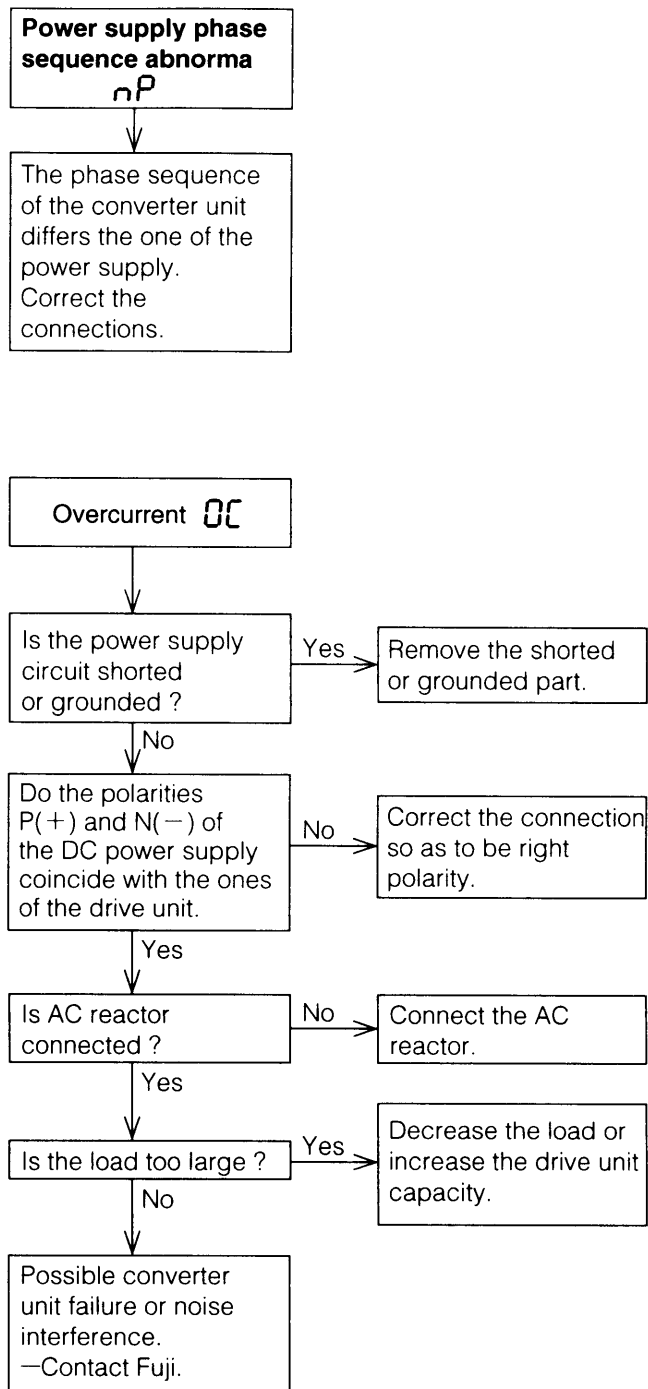 Power supply phase
sequence abnorma
nP
The phase sequence
of the converter unit
differs the one of the
power supply.
Correct the
connections.
Overcurrent OC
Is the power supply
circuit shorted
or grounded ?
Yes
Remove the shorted
or grounded part.
No
Do the polarities
P(+) and N(−) of
the DC power supply
coincide with the ones
of the drive unit.
No
Correct the connection
so as to be right
polarity.
Yes
Is AC reactor
connected ?
No
Connect the AC
reactor.
Yes
Is the load too large ?
Yes
Decrease the load or
increase the drive unit
capacity.
No
Possible converter
unit failure or noise
interference.
—Contact Fuji.